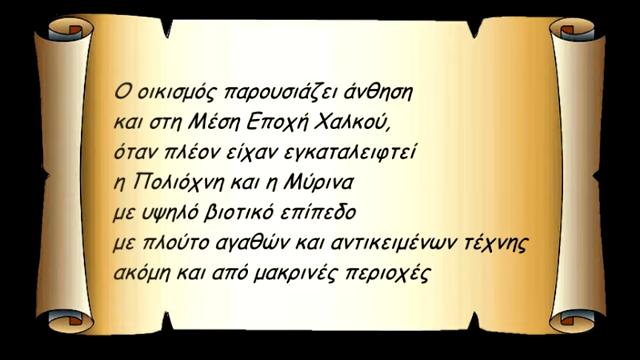 Ο οικισμός παρουσιάζει άνθηση
και στη Μέση Εποχή Χαλκού,
όταν πλέον είχαν εγκαταλειφτεί
η Πολιόχνη και η Μύρινα
με υψηλό βιοτικό επίπεδο
με πλούτο αγαθών και αντικειμένων τέχνης
ακόμη και από μακρινές περιοχές